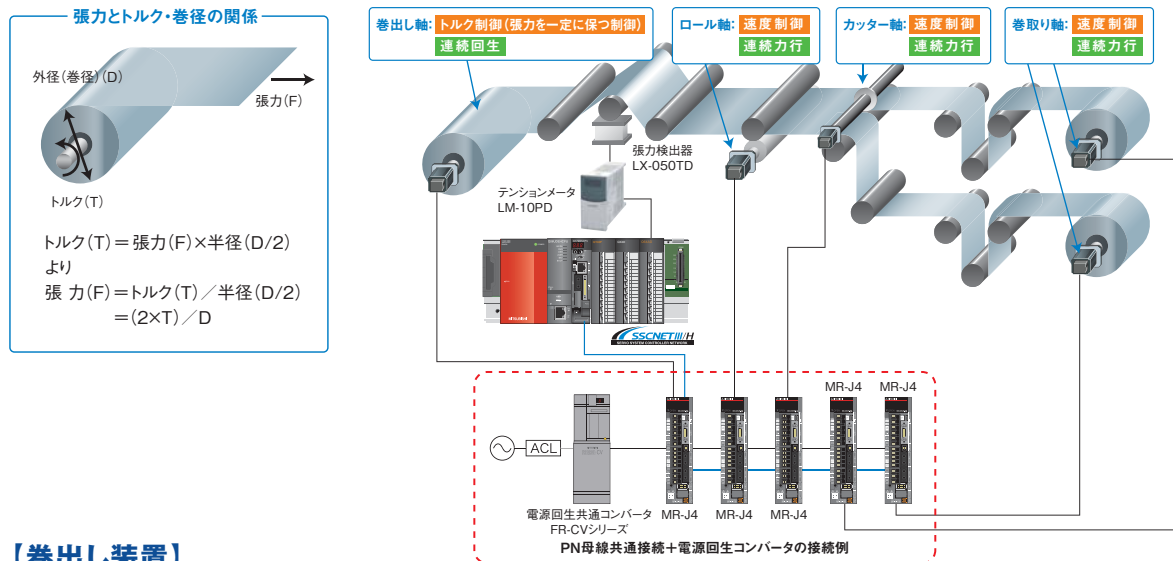 張力とトルク・巻径の関係
外径(巻径)(D)
張力(F)
トルク(T)
トルク(T)=張力(F)×半径(D/2)
より
張 力(F)=トルク(T)/半径(D/2)
=(2×T)/D
巻出し軸: トルク制御(張力を一定に保つ制御)
連続回生
ロール軸: 速度制御
連続力行
カッター軸: 速度制御
連続力行
巻取り軸: 速度制御
連続力行
張力検出器
LX-050TD
テンションメータ
LM-10PD
SSCNETⅢ/H
SERVO SYSTEM CONTROLLER NETWORK
MR-J4 MR-J4
ACL
電源回生共通コンバータ
FR-CVシリーズ
MR-J4 MR-J4 MR-J4
PN母線共通接続+電源回生コンバータの接続例
【巻出し装置】